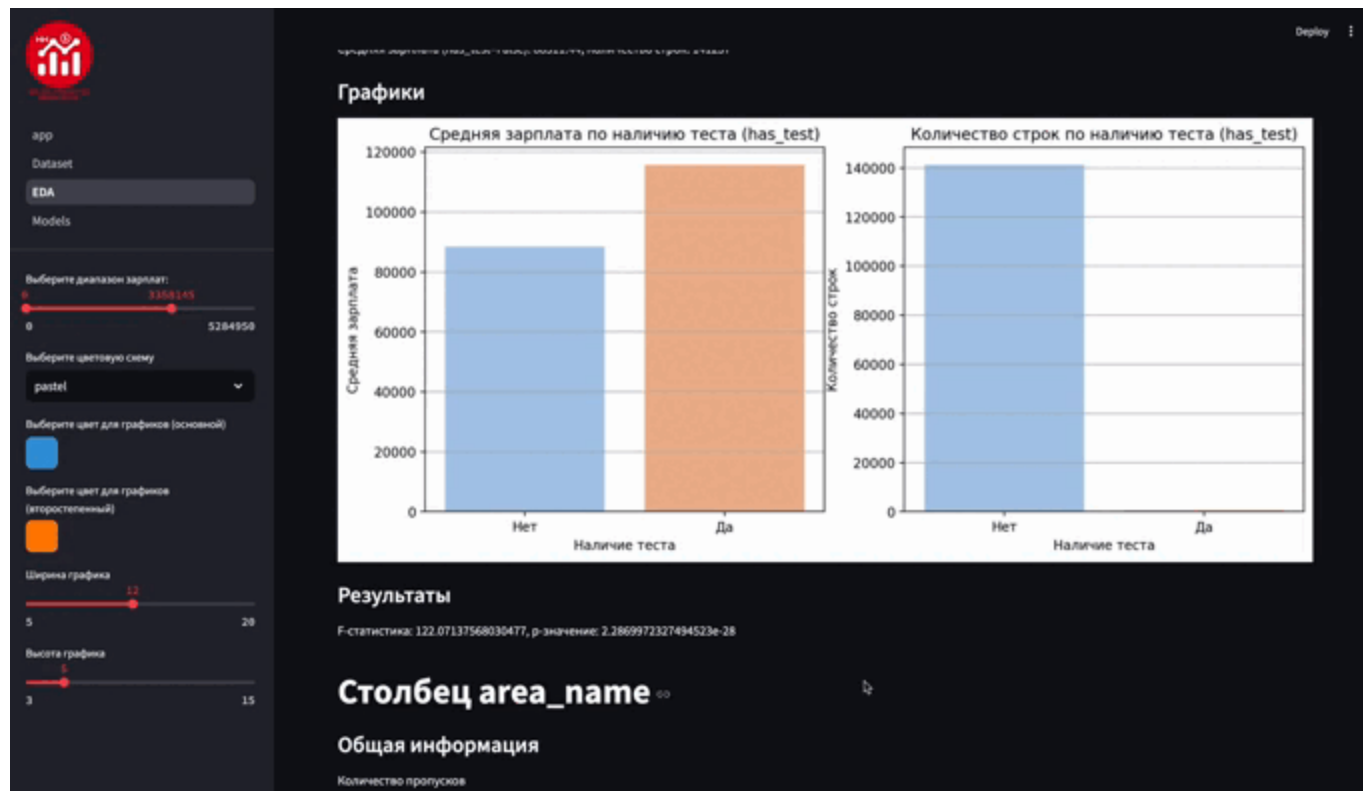 HH
app
Dataset
EDA
Models
Выберите диапазон зарплат:
0 3358145
0 5284950
Выберите цветовую схему
pastel
Выберите цвет для графиков (основной)
Выберите цвет для графиков
(второстепенный)
Ширина графика
12
5 20
Высота графика
5
3 15
Deploy
Графики
Средняя зарплата по наличию теста (has_test)
120000
100000
80000
60000
40000
20000
0
Средняя зарплата
Нет Да
Наличие теста
Количество строк по наличию теста (has_test)
140000
120000
100000
80000
60000
40000
20000
0
Количество строк
Нет Да
Наличие теста
Результаты
F-статистика: 122.07137568030477, p-значение: 2.2869972327494523e-28
Столбец area_name
Общая информация
Количество пропусков